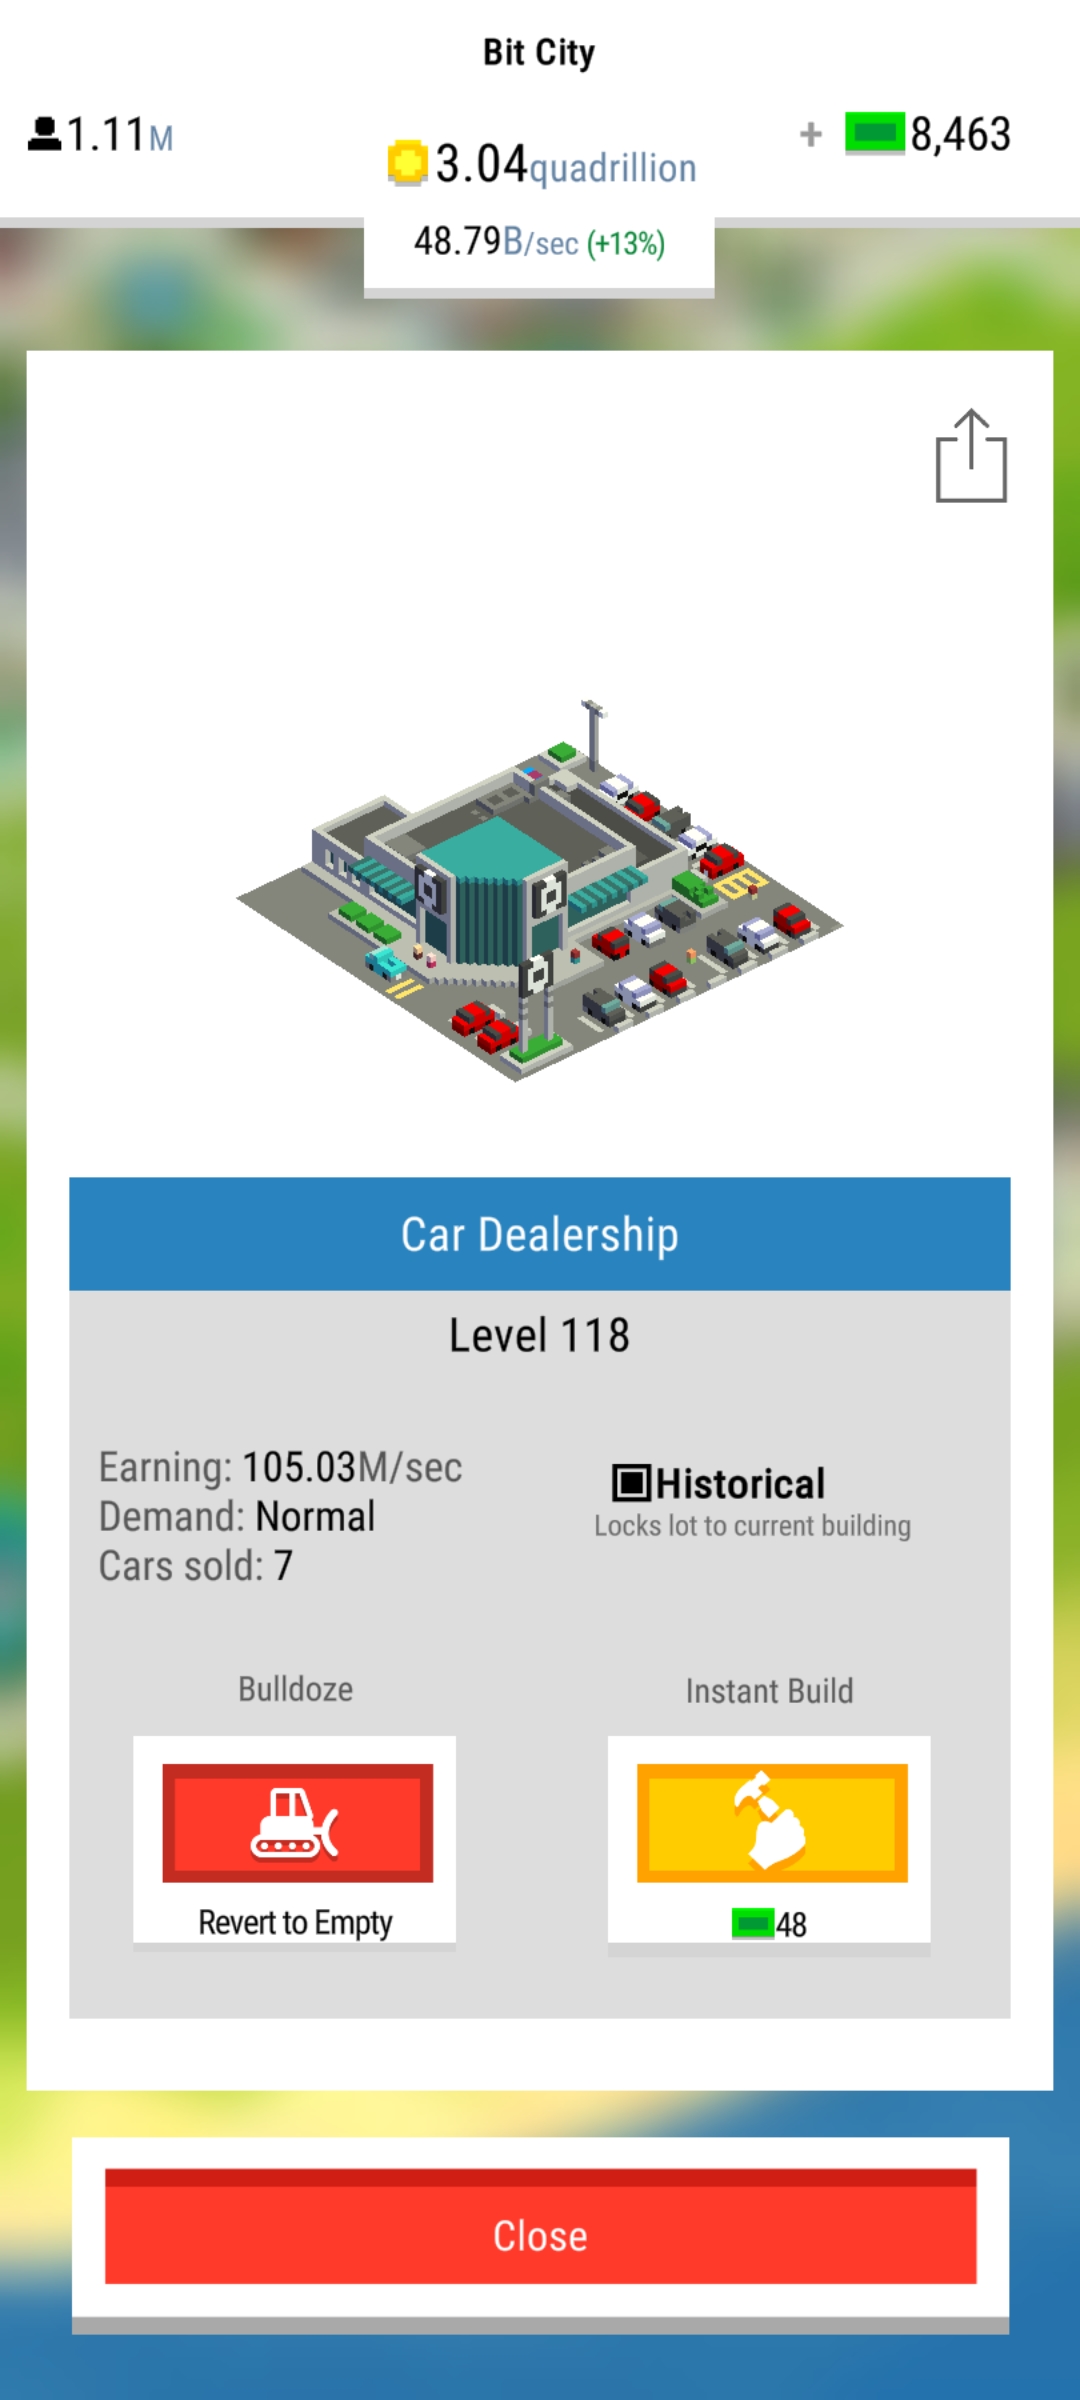 Bit City
1.11M
3.04quadrillion
+ 8,463
48.79B/sec (+13%)
Car Dealership
Level 118
Earning: 105.03M/sec
Demand: Normal
Cars sold: 7
Historical
Locks lot to current building
Bulldoze
Instant Build
Revert to Empty
48
Close